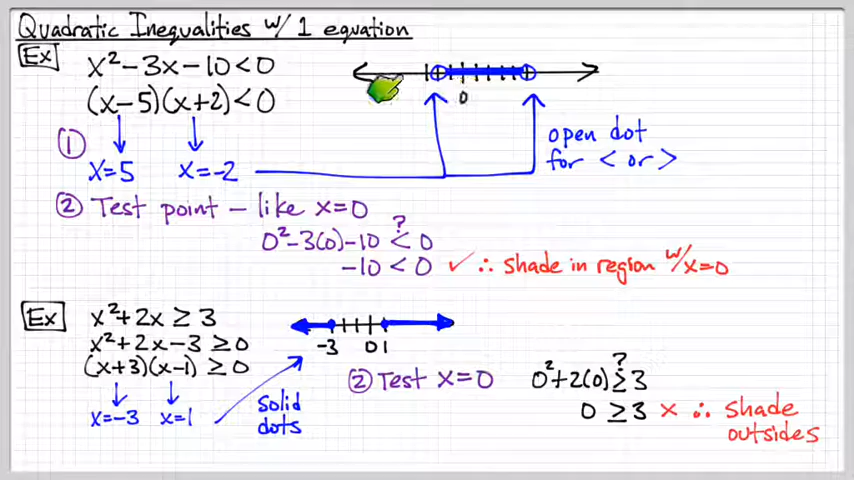 Quadratic Inequalities w/ 1 equation
Ex
x² - 3x - 10 < 0
(x-5)(x+2) < 0
0
① x=5 x=-2
open dot
for < or >
② Test point - like x=0
0² - 3(0) - 10 <? 0
-10 < 0 ✓ ∴ shade in region w/ x=0
Ex
x² + 2x ≥ 3
x² + 2x - 3 ≥ 0
(x+3)(x-1) ≥ 0
x=-3 x=1
-3 0 1
solid
dots
② Test x=0
0² + 2(0) ≥? 3
0 ≥ 3 × ∴ shade
outsides